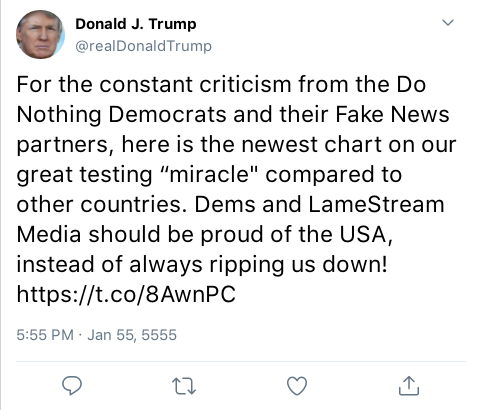 Donald J. Trump
@realDonaldTrump
For the constant criticism from the Do
Nothing Democrats and their Fake News
partners, here is the newest chart on our
great testing “miracle" compared to
other countries. Dems and LameStream
Media should be proud of the USA,
instead of always ripping us down!
https://t.co/8AwnPC
5:55 PM · Jan 55, 5555